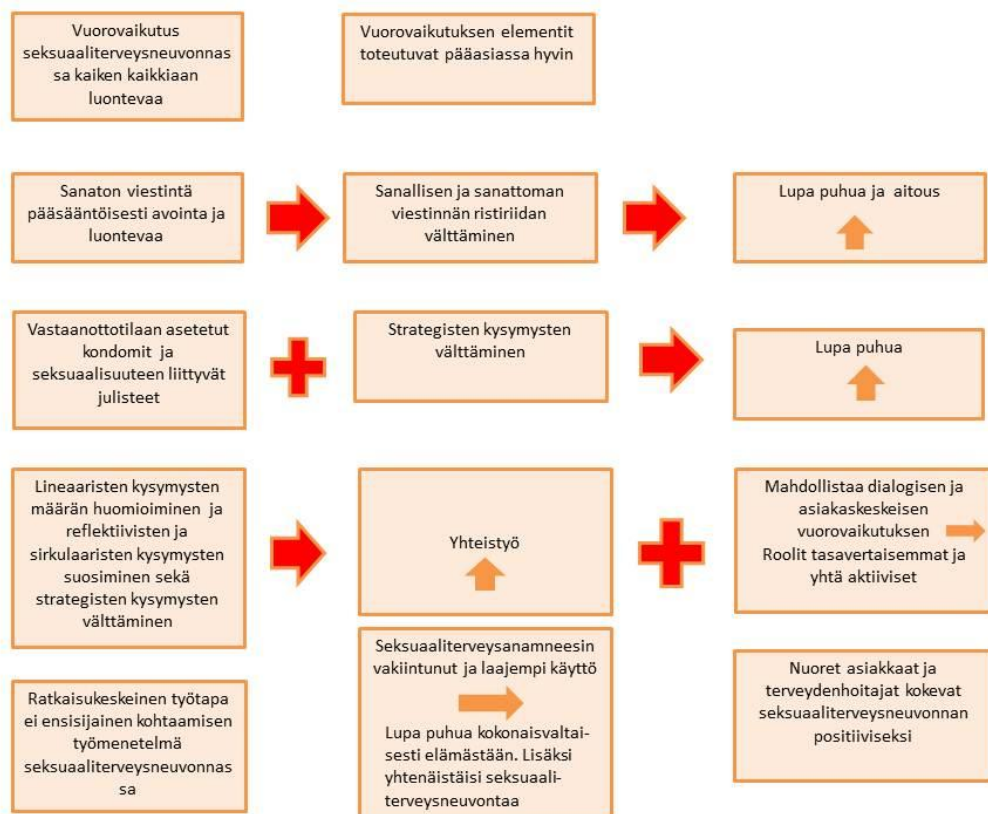 Vuorovaikutus
seksuaaliterveysneuvonnas
sa kaiken kaikkiaan
luontevaa
Vuorovaikutuksen elementit
toteutuvat pääasiassa hyvin
Sanaton viestintä
pääsääntöisesti avointa ja
luontevaa
Sanallisen ja sanattoman
viestinnän ristiriidan
välttäminen
Lupa puhua ja aitous
Vastaanottotilaan asetetut
kondomit ja
seksuaalisuuteen liittyvät
julisteet
Strategisten kysymysten
välttäminen
Lupa puhua
Lineaaristen kysymysten
määrän huomioiminen ja
reflektiivisten ja
sirkulaaristen kysymysten
suosiminen sekä
strategisten kysymysten
välttäminen
Yhteistyö
Mahdollistaa dialogisen ja
asiakaskeskeisen
vuorovaikutuksen
Roolit tasavertaisemmat ja
yhtä aktiiviset
Ratkaisukeskeinen työtapa
ei ensisijainen kohtaamisen
työmenetelmä
seksuaaliterveysneuvonnas
sa
Seksuaaliterveysanamneesin
vakiintunut ja laajempi käyttö
Lupa puhua kokonaisvaltai-
sesti elämästään. Lisäksi
yhtenäistäisi seksuaali-
terveysneuvontaa
Nuoret asiakkaat ja
terveydenhoitajat kokevat
seksuaaliterveysneuvonnan
positiiviseksi